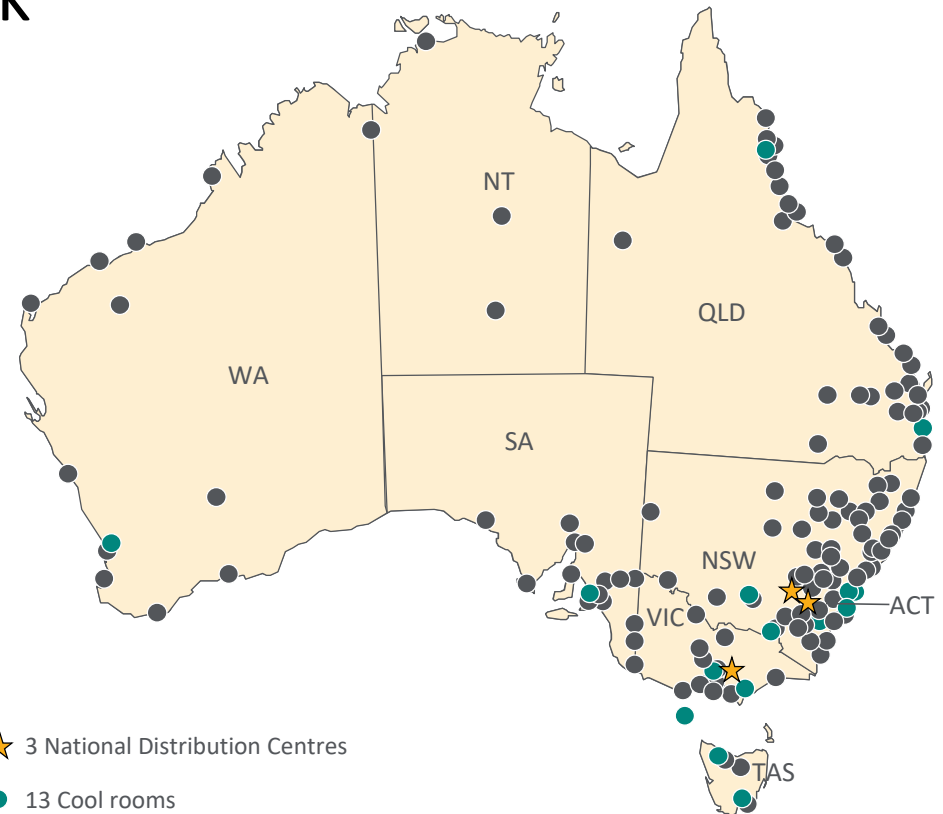 K
NT
QLD
WA
SA
NSW
ACT
VIC
3 National Distribution Centres
TAS
13 Cool rooms